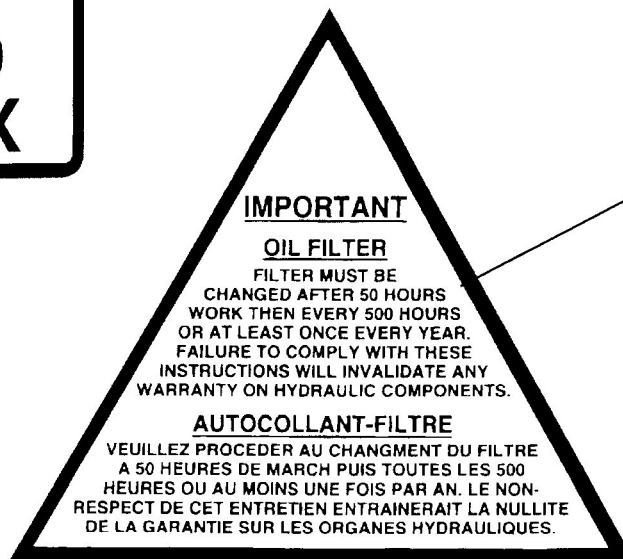 X
IMPORTANT
OIL FILTER
FILTER MUST BE
CHANGED AFTER 50 HOURS
WORK THEN EVERY 500 HOURS
OR AT LEAST ONCE EVERY YEAR.
FAILURE TO COMPLY WITH THESE
INSTRUCTIONS WILL INVALIDATE ANY
WARRANTY ON HYDRAULIC COMPONENTS.
AUTOCOLLANT-FILTRE
VEUILLEZ PROCEDER AU CHANGMENT DU FILTRE
A 50 HEURES DE MARCH PUIS TOUTES LES 500
HEURES OU AU MOINS UNE FOIS PAR AN. LE NON-
RESPECT DE CET ENTRETIEN ENTRAINERAIT LA NULLITE
DE LA GARANTIE SUR LES ORGANES HYDRAULIQUES.